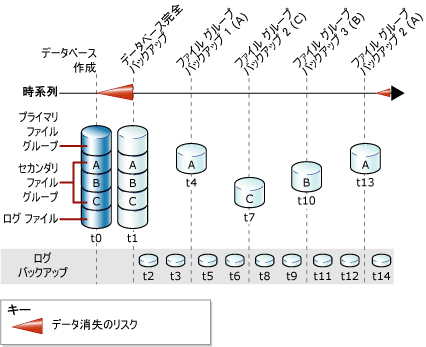 データベース
作成
データベース完全
バックアップ
ファイル グループ
バックアップ 1 (A)
ファイル グループ
バックアップ 2 (C)
ファイル グループ
バックアップ 3 (B)
ファイル グループ
バックアップ 2 (A)
時系列
プライマリ
ファイル
グループ
セカンダリ
ファイル
グループ
ログ ファイル
A
B
C
t0
A
B
C
t1
A
t4
C
t7
B
t10
A
t13
ログ
バックアップ
t2
t3
t5
t6
t8
t9
t11
t12
t14
キー
データ消失のリスク